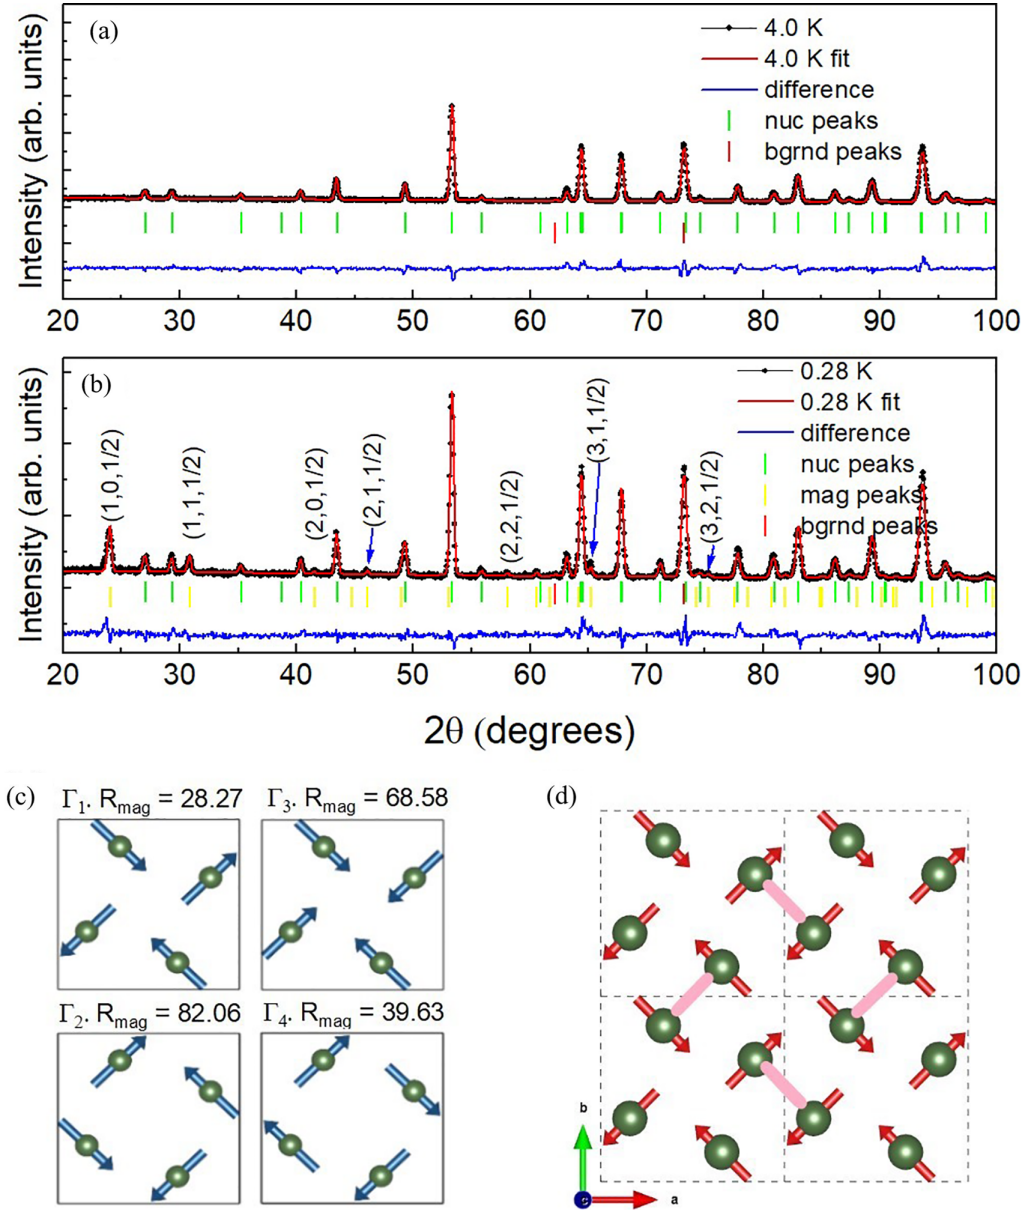 (a)
4.0 K
4.0 K fit
difference
nuc peaks
bgrnd peaks
Intensity (arb. units)
20 30 40 50 60 70 80 90 100
(b)
0.28 K
0.28 K fit
difference
nuc peaks
mag peaks
bgrnd peaks
(1,0,1/2)
(1,1,1/2)
(2,0,1/2)
(2,1,1/2)
(2,2,1/2)
(3,1,1/2)
(3,2,1/2)
Intensity (arb. units)
20 30 40 50 60 70 80 90 100
2θ (degrees)
(c)
Γ1. Rmag = 28.27
Γ3. Rmag = 68.58
Γ2. Rmag = 82.06
Γ4. Rmag = 39.63
(d)
b
c
a